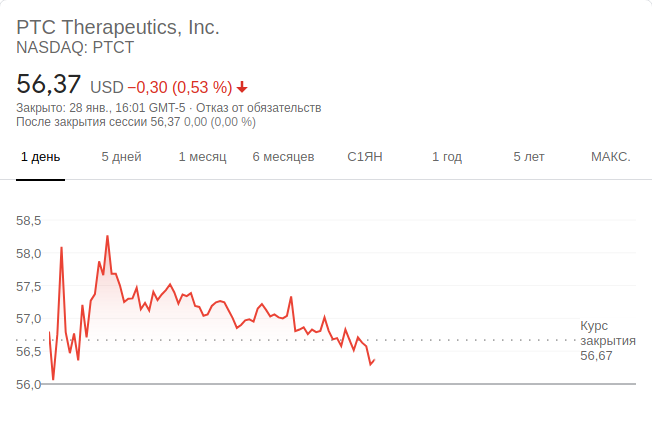 PTC Therapeutics, Inc.
NASDAQ: PTCT
56,37 USD −0,30 (0,53 %)
Закрыто: 28 янв., 16:01 GMT-5 · Отказ от обязательств
После закрытия сессии 56,37 0,00 (0,00 %)
1 день 5 дней 1 месяц 6 месяцев С1ЯН 1 год 5 лет МАКС.
58,5
58,0
57,5
57,0
56,5
56,0
Курс
закрытия
56,67